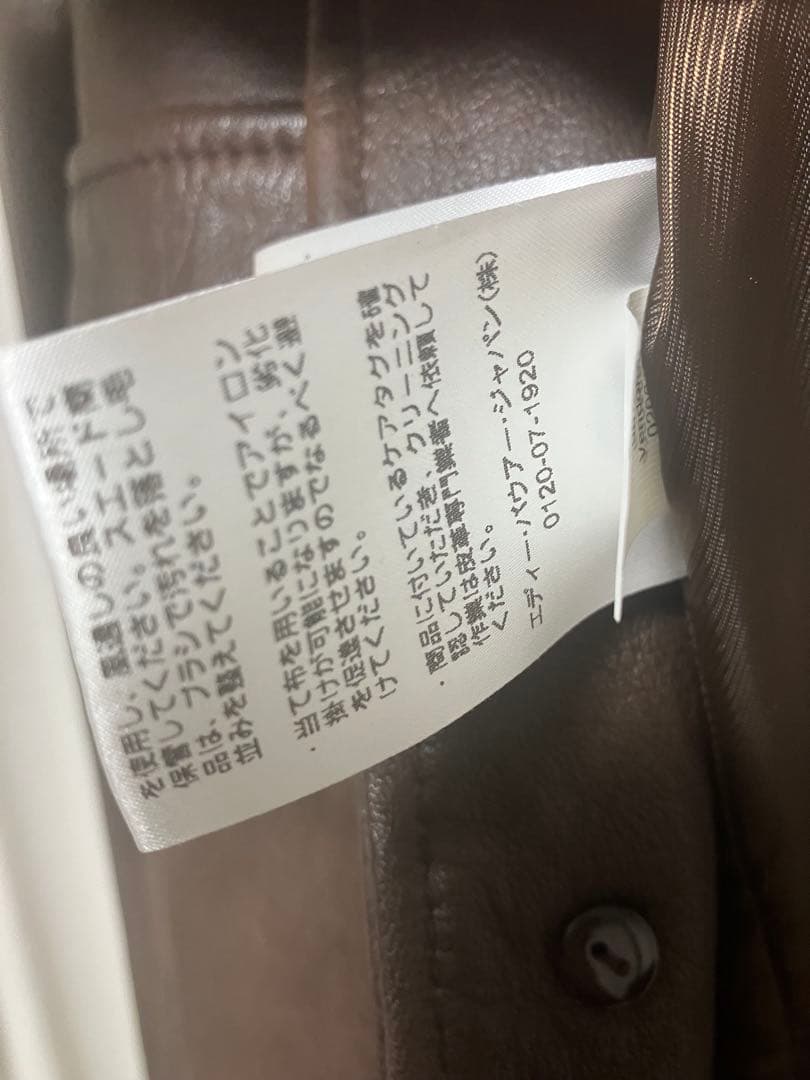 を使用し、風通しの良い場所で
保管してください。スエード商
品は、ブラシで汚れを落とし毛
並みを整えてください。
・当て布を用いることでアイロン
掛けが可能になりますが、劣化
を促進させますのでなるべく避
けてください。
・商品に付いているケアタグを確
認していただき、クリーニング
作業は皮革専門業者へ依頼して
ください。
エディー・バウアー・ジャパン(株)
0120-07-1920